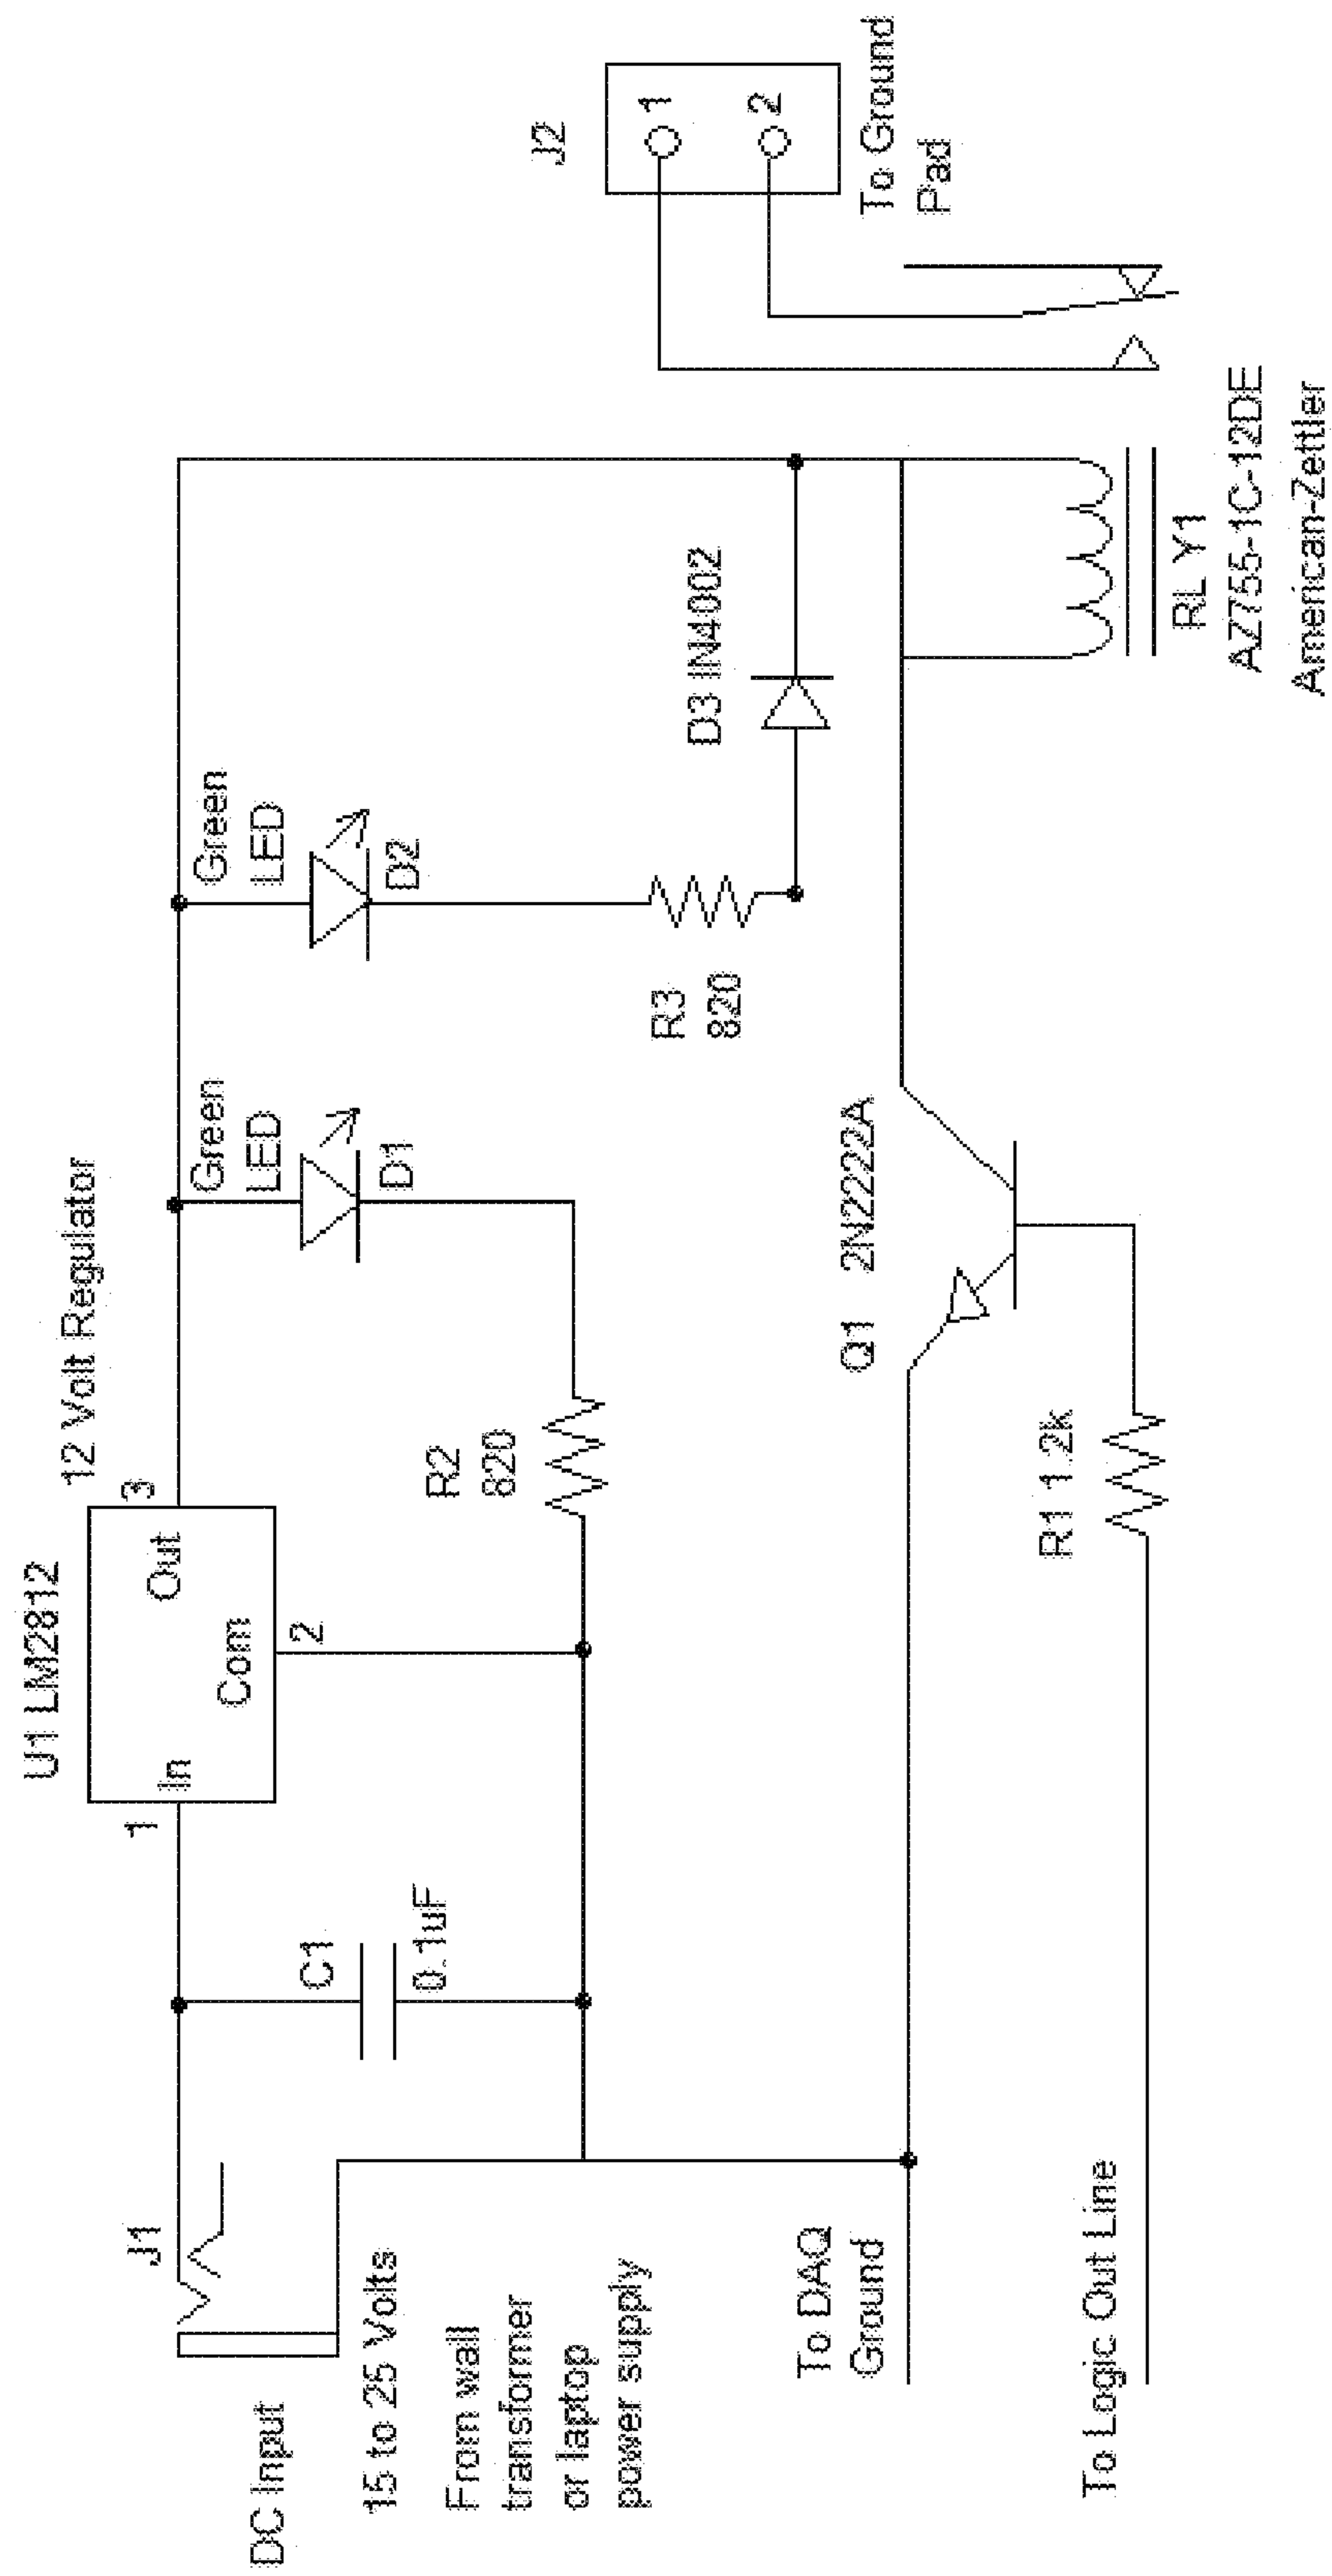 U1 LM2812
12 Volt Regulator
1
In
Out
3
Com
2
J1
DC Input
15 to 25 Volts
From wall
transformer
or laptop
power supply
C1
0.1uF
R2
820
Green
LED
D1
Green
LED
D2
R3
820
D3 IN4002
J2
1
2
To Ground
Pad
To DAQ
Ground
Q1 2N2222A
R1 1.2k
To Logic Out Line
RLY1
AZ755-1C-12DE
American-Zettler